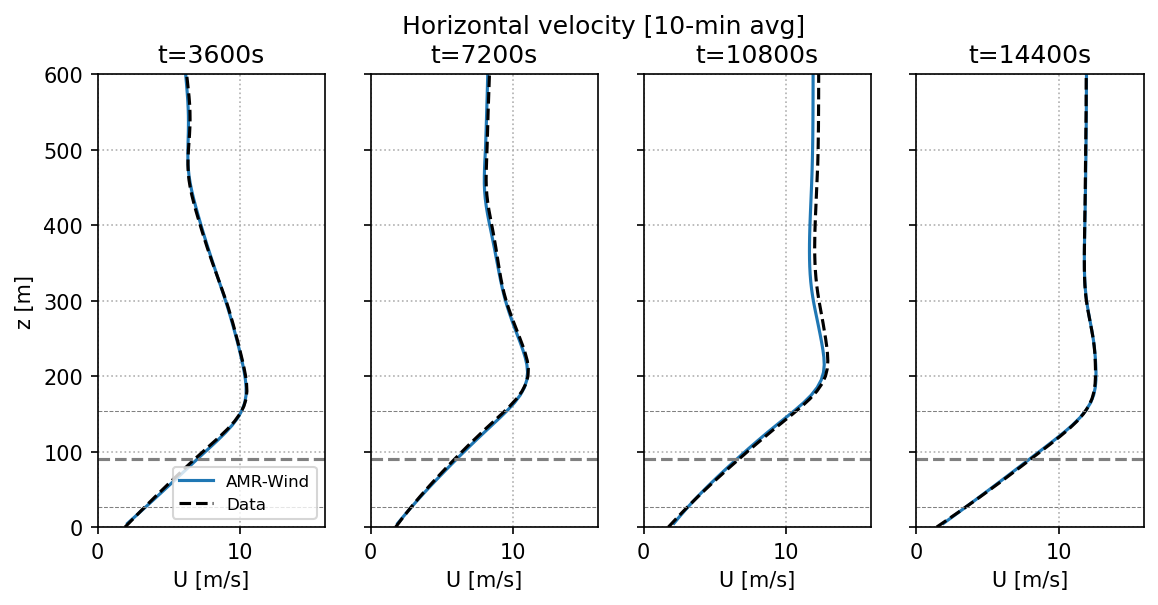 Horizontal velocity [10-min avg]
t=3600s
t=7200s
t=10800s
t=14400s
600
500
400
300
200
100
0
z [m]
AMR-Wind
Data
0 10
0 10
0 10
0 10
U [m/s]
U [m/s]
U [m/s]
U [m/s]